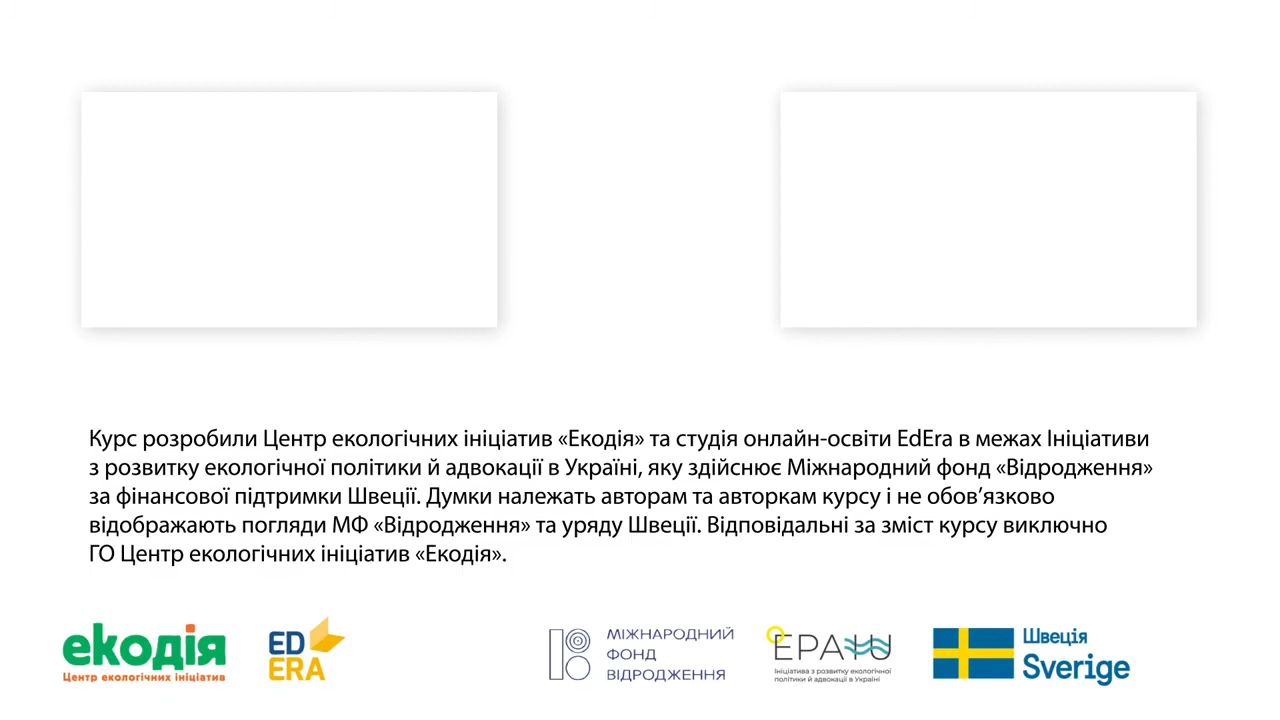 Курс розробили Центр екологічних ініціатив «Екодія» та студія онлайн-освіти EdEra в межах Ініціативи
з розвитку екологічної політики й адвокації в Україні, яку здійснює Міжнародний фонд «Відродження»
за фінансової підтримки Швеції. Думки належать авторам та авторкам курсу і не обов’язково
відображають погляди МФ «Відродження» та уряду Швеції. Відповідальні за зміст курсу виключно
ГО Центр екологічних ініціатив «Екодія».
екодія
Центр екологічних ініціатив
ED
ERA
МІЖНАРОДНИЙ
ФОНД
ВІДРОДЖЕННЯ
EPAIU
Ініціатива з розвитку екологічної
політики й адвокації в Україні
Швеція
Sverige